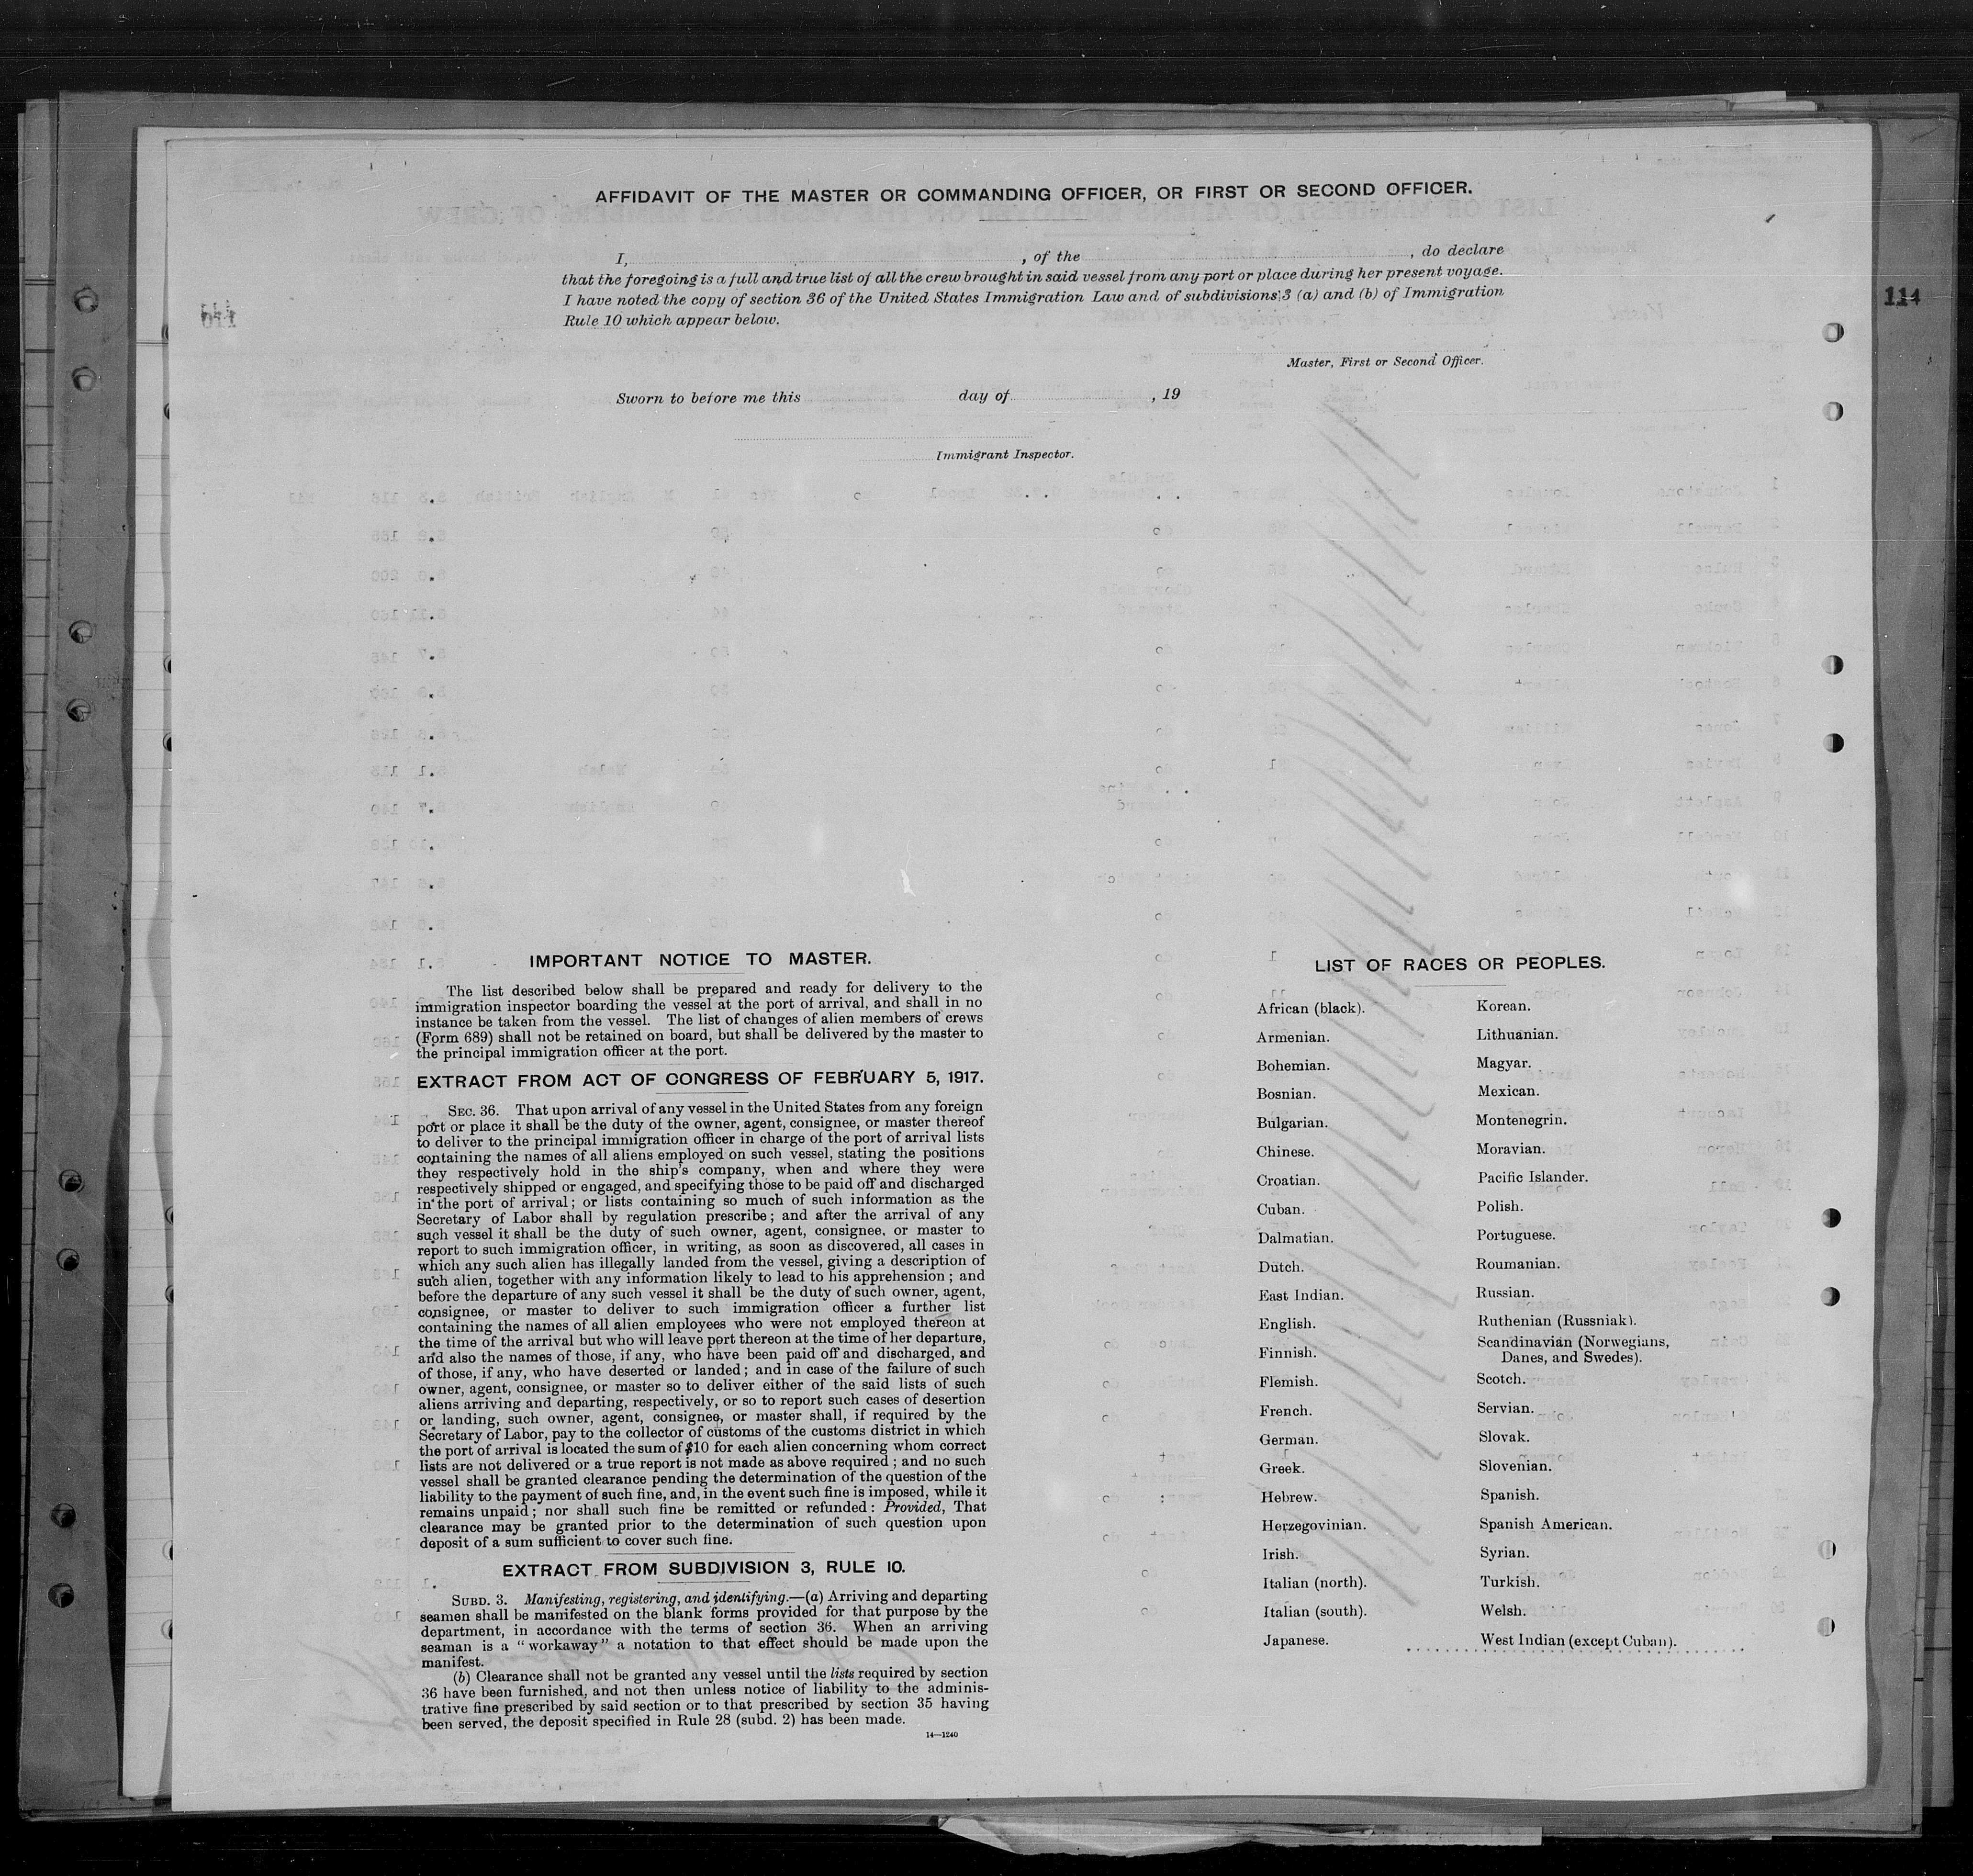 AFFIDAVIT OF THE MASTER OR COMMANDING OFFICER, OR FIRST OR SECOND OFFICER.
I, , of the , do declare
that the foregoing is a full and true list of all the crew brought in said vessel from any port or place during her present voyage.
I have noted the copy of section 36 of the United States Immigration Law and of subdivisions 3 (a) and (b) of Immigration
Rule 10 which appear below.
114
Master, First or Second Officer.
Sworn to before me this day of , 19
Immigrant Inspector.
IMPORTANT NOTICE TO MASTER.
The list described below shall be prepared and ready for delivery to the
immigration inspector boarding the vessel at the port of arrival, and shall in no
instance be taken from the vessel. The list of changes of alien members of crews
(Form 689) shall not be retained on board, but shall be delivered by the master to
the principal immigration officer at the port.
EXTRACT FROM ACT OF CONGRESS OF FEBRUARY 5, 1917.
SEC. 36. That upon arrival of any vessel in the United States from any foreign
port or place it shall be the duty of the owner, agent, consignee, or master thereof
to deliver to the principal immigration officer in charge of the port of arrival lists
containing the names of all aliens employed on such vessel, stating the positions
they respectively hold in the ship's company, when and where they were
respectively shipped or engaged, and specifying those to be paid off and discharged
in the port of arrival; or lists containing so much of such information as the
Secretary of Labor shall by regulation prescribe; and after the arrival of any
such vessel it shall be the duty of such owner, agent, consignee, or master to
report to such immigration officer, in writing, as soon as discovered, all cases in
which any such alien has illegally landed from the vessel, giving a description of
such alien, together with any information likely to lead to his apprehension; and
before the departure of any such vessel it shall be the duty of such owner, agent,
consignee, or master to deliver to such immigration officer a further list
containing the names of all alien employees who were not employed thereon at
the time of the arrival but who will leave port thereon at the time of her departure,
and also the names of those, if any, who have been paid off and discharged, and
of those, if any, who have deserted or landed; and in case of the failure of such
owner, agent, consignee, or master so to deliver either of the said lists of such
aliens arriving and departing, respectively, or so to report such cases of desertion
or landing, such owner, agent, consignee, or master shall, if required by the
Secretary of Labor, pay to the collector of customs of the customs district in which
the port of arrival is located the sum of $10 for each alien concerning whom correct
lists are not delivered or a true report is not made as above required; and no such
vessel shall be granted clearance pending the determination of the question of the
liability to the payment of such fine, and, in the event such fine is imposed, while it
remains unpaid; nor shall such fine be remitted or refunded: Provided, That
clearance may be granted prior to the determination of such question upon
deposit of a sum sufficient to cover such fine.
EXTRACT FROM SUBDIVISION 3, RULE 10.
SUBD. 3. Manifesting, registering, and identifying.—(a) Arriving and departing
seamen shall be manifested on the blank forms provided for that purpose by the
department, in accordance with the terms of section 36. When an arriving
seaman is a "workaway" a notation to that effect should be made upon the
manifest.
(b) Clearance shall not be granted any vessel until the lists required by section
36 have been furnished, and not then unless notice of liability to the adminis-
trative fine prescribed by said section or to that prescribed by section 35 having
been served, the deposit specified in Rule 28 (subd. 2) has been made.
14—1240
LIST OF RACES OR PEOPLES.
African (black).
Armenian.
Bohemian.
Bosnian.
Bulgarian.
Chinese.
Croatian.
Cuban.
Dalmatian.
Dutch.
East Indian.
English.
Finnish.
Flemish.
French.
German.
Greek.
Hebrew.
Herzegovinian.
Irish.
Italian (north).
Italian (south).
Japanese.
Korean.
Lithuanian.
Magyar.
Mexican.
Montenegrin.
Moravian.
Pacific Islander.
Polish.
Portuguese.
Roumanian.
Russian.
Ruthenian (Russniak).
Scandinavian (Norwegians,
Danes, and Swedes).
Scotch.
Servian.
Slovak.
Slovenian.
Spanish.
Spanish American.
Syrian.
Turkish.
Welsh.
West Indian (except Cuban).